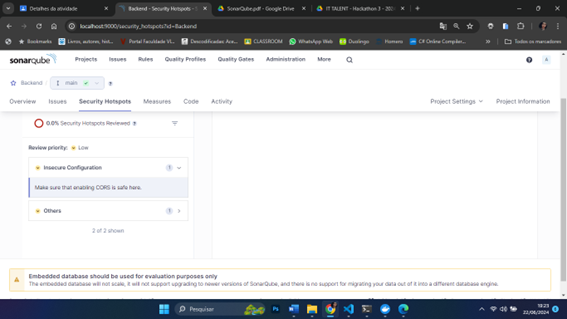 Detalhes da atividade
Backend - Security Hotspots -
SonarQube.pdf - Google Drive
IT TALENT - Hackathon 3 - 202
localhost:9000/security_hotspots?id=Backend
Bookmarks
Livros, autores, hist...
Portal Faculdade VI...
Descodificadas: Ace...
CLASSROOM
WhatsApp Web
Duolingo
Homens
C# Online Compiler...
Todos os marcadores
sonarqube
Projects
Issues
Rules
Quality Profiles
Quality Gates
Administration
More
A
Backend / main
Overview
Issues
Security Hotspots
Measures
Code
Activity
Project Settings
Project Information
0.0% Security Hotspots Reviewed
Review priority: Low
Insecure Configuration 1
Make sure that enabling CORS is safe here.
Others 1
2 of 2 shown
Embedded database should be used for evaluation purposes only
The embedded database will not scale, it will not support upgrading to newer versions of SonarQube, and there is no support for migrating your data out of it into a different database engine.
Pesquisar
18:23
22/06/2024